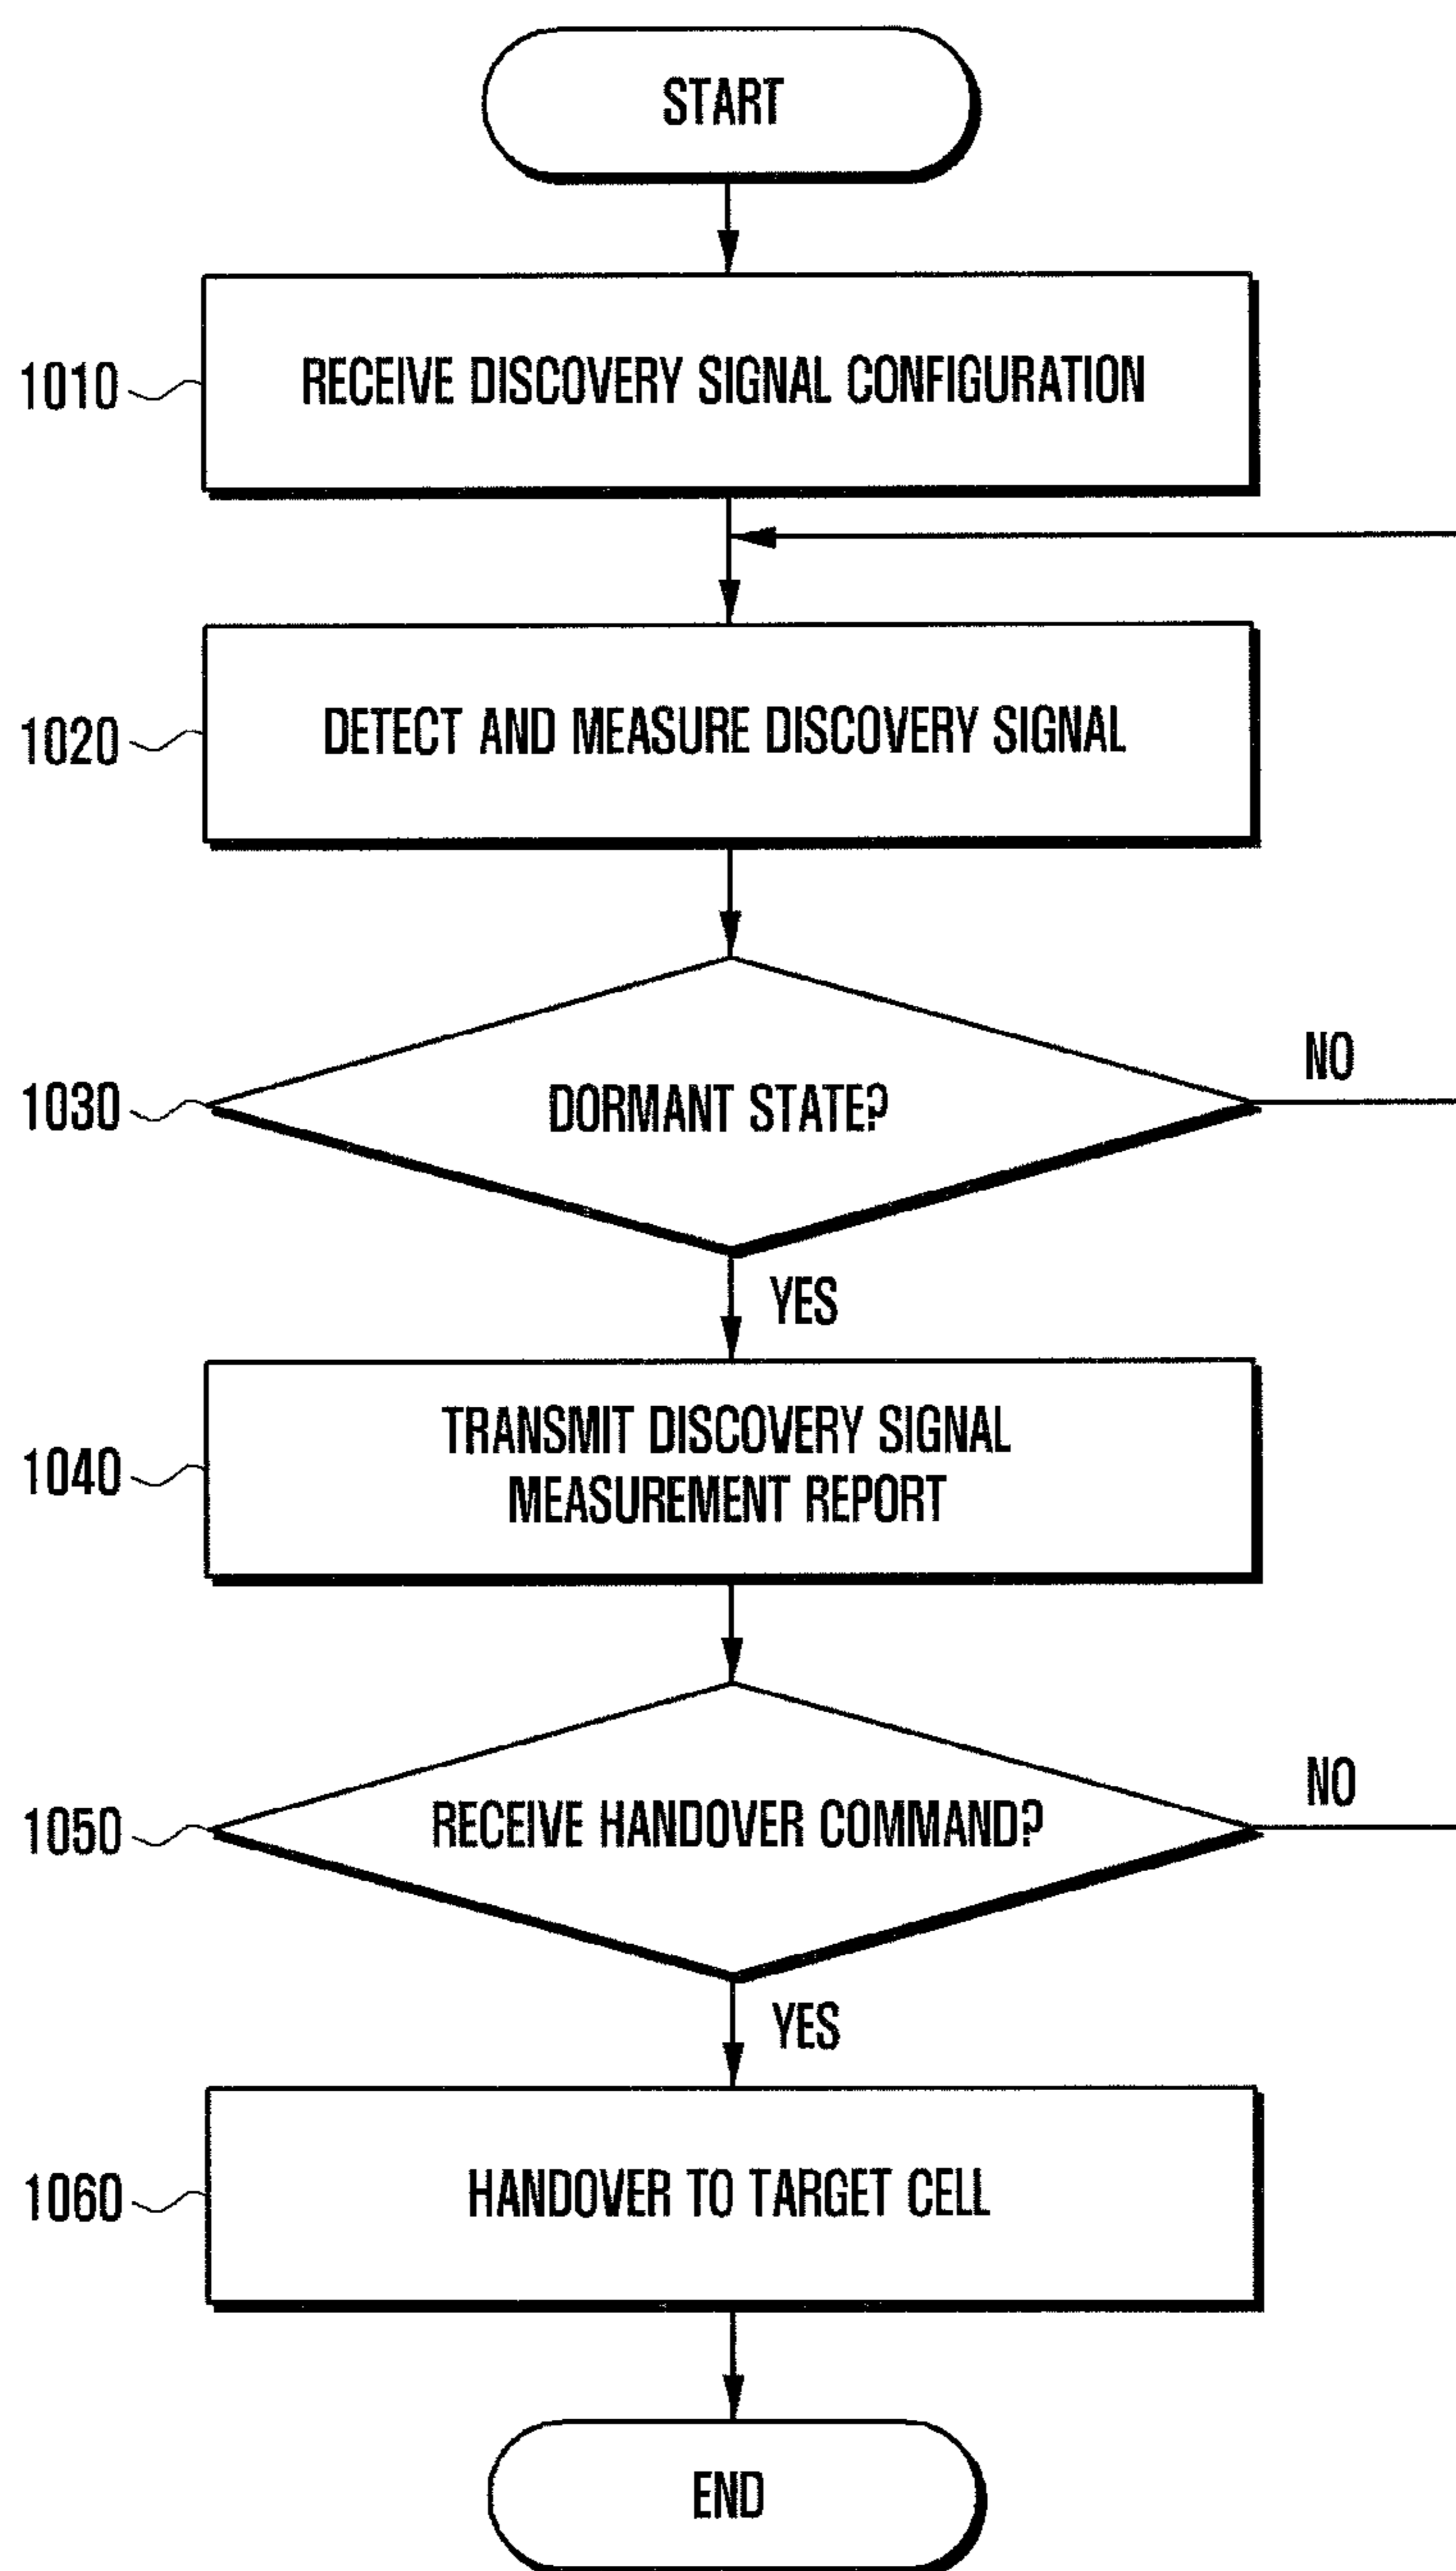 START
1010
RECEIVE DISCOVERY SIGNAL CONFIGURATION
1020
DETECT AND MEASURE DISCOVERY SIGNAL
1030
DORMANT STATE?
NO
YES
1040
TRANSMIT DISCOVERY SIGNAL
MEASUREMENT REPORT
1050
RECEIVE HANDOVER COMMAND?
NO
YES
1060
HANDOVER TO TARGET CELL
END